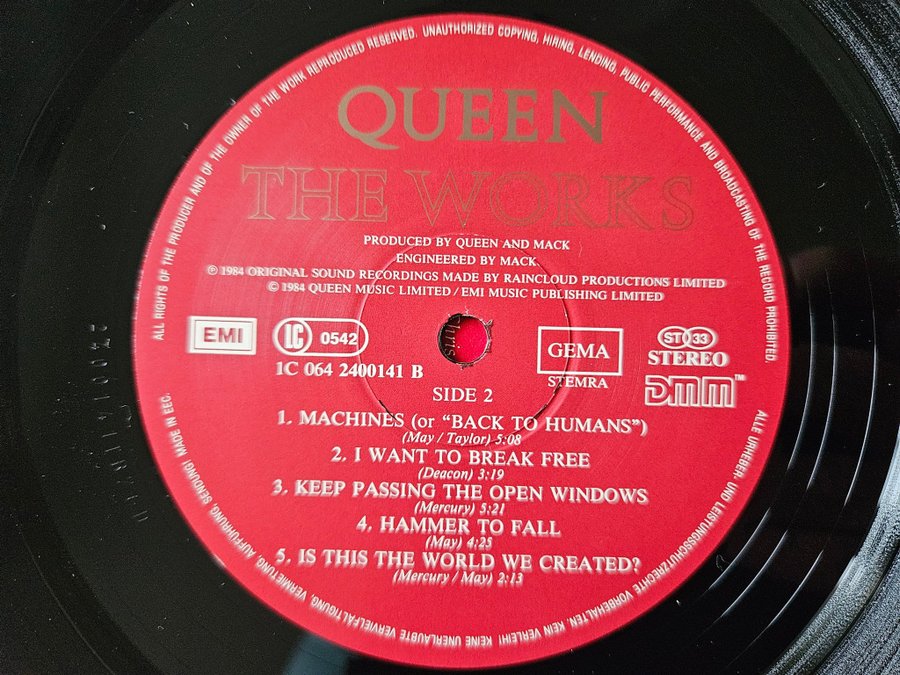 ALL RIGHTS OF THE PRODUCER AND OF THE OWNER OF THE WORK REPRODUCED RESERVED. UNAUTHORIZED COPYING, HIRING, LENDING, PUBLIC PERFORMANCE AND BROADCASTING OF THE RECORD PROHIBITED.
QUEEN
THE WORKS
PRODUCED BY QUEEN AND MACK
ENGINEERED BY MACK.
℗ 1984 ORIGINAL SOUND RECORDINGS MADE BY RAINCLOUD PRODUCTIONS LIMITED
© 1984 QUEEN MUSIC LIMITED / EMI MUSIC PUBLISHING LIMITED
EMI
LC 0542
1C 064 2400141 B
GEMA
STEMRA
ST 33
STEREO
DMM™
SIDE 2
1. MACHINES (or “BACK TO HUMANS”)
(May / Taylor) 5:08
2. I WANT TO BREAK FREE
(Deacon) 3:19
3. KEEP PASSING THE OPEN WINDOWS
(Mercury) 5:21
4. HAMMER TO FALL
(May) 4:25
5. IS THIS THE WORLD WE CREATED?
(Mercury / May) 2:13
ALLE URHEBER- UND LEISTUNGSSCHUTZRECHTE VORBEHALTEN. KEIN VERLEIH! KEINE UNERLAUBTE VERVIELFÄLTIGUNG, VERMIETUNG, AUFFÜHRUNG, SENDUNG! MADE IN EEC.